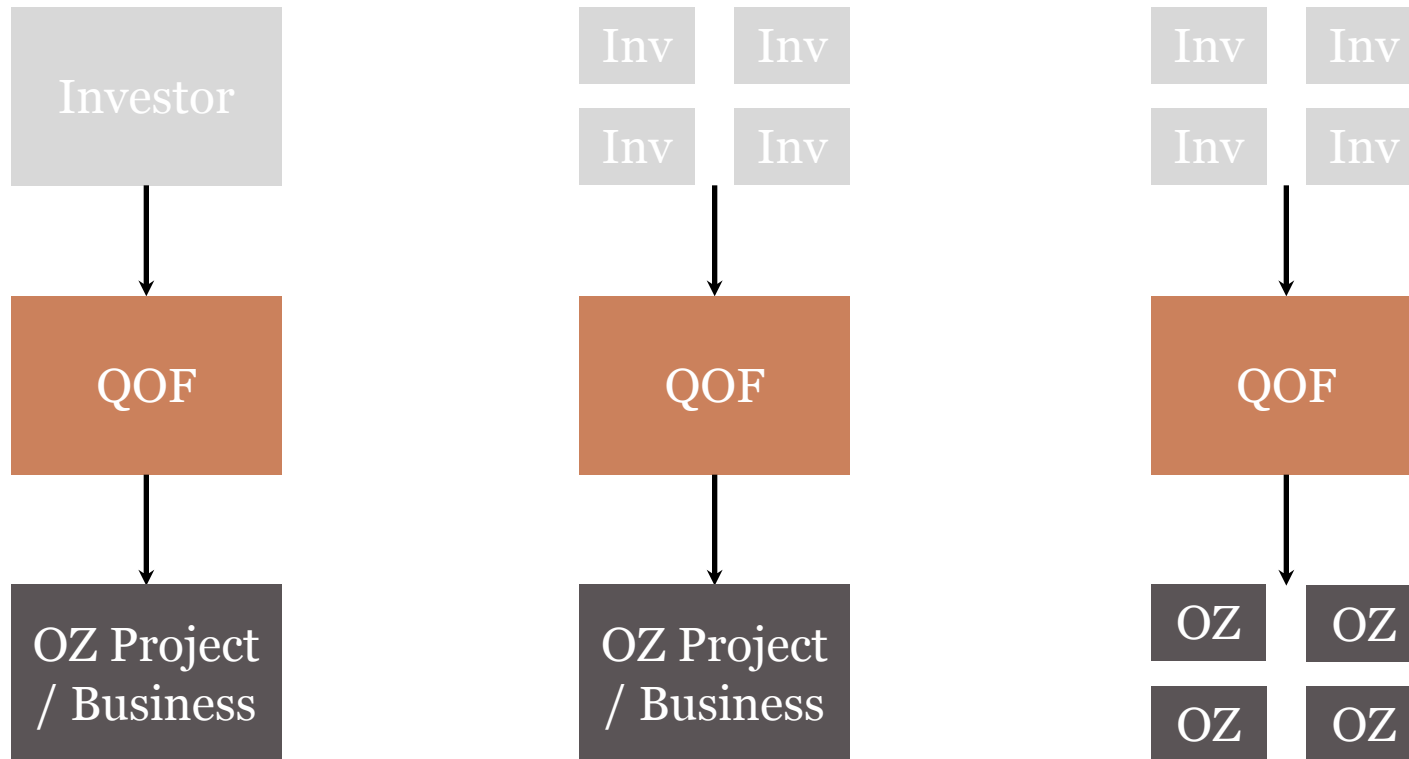 Investor
Inv Inv
Inv Inv
Inv Inv
Inv Inv
QOF
QOF
QOF
OZ Project
/ Business
OZ Project
/ Business
OZ OZ
OZ OZ